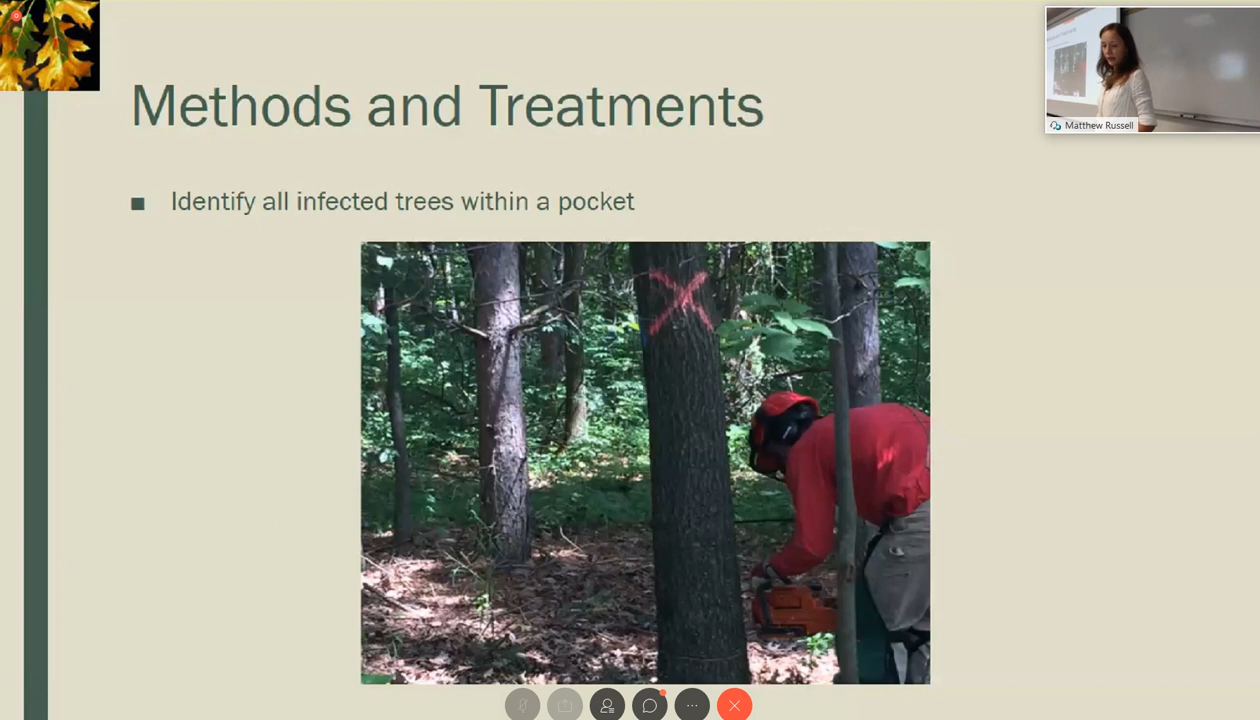 Methods and Treatments
Identify all infected trees within a pocket
Matthew Russell